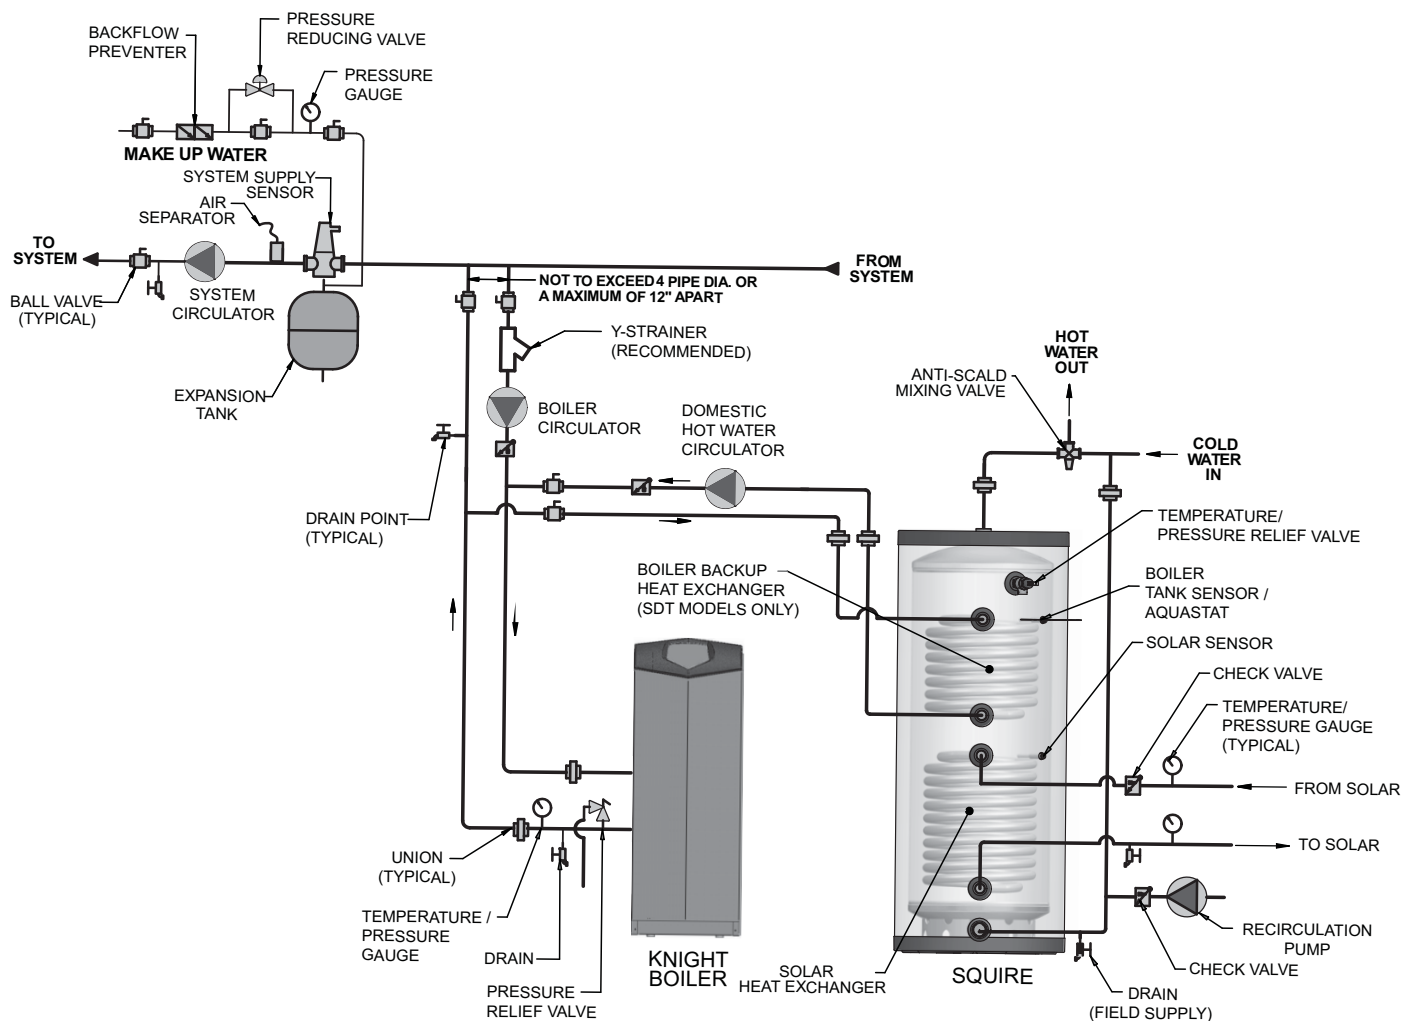 PRESSURE
REDUCING VALVE
BACKFLOW
PREVENTER
PRESSURE
GAUGE
MAKE UP WATER
SYSTEM SUPPLY
SENSOR
AIR
SEPARATOR
TO
SYSTEM
FROM
SYSTEM
NOT TO EXCEED 4 PIPE DIA. OR
A MAXIMUM OF 12" APART
BALL VALVE
(TYPICAL)
SYSTEM
CIRCULATOR
Y-STRAINER
(RECOMMENDED)
HOT
WATER
OUT
ANTI-SCALD
MIXING VALVE
EXPANSION
TANK
BOILER
CIRCULATOR
DOMESTIC
HOT WATER
CIRCULATOR
COLD
WATER
IN
DRAIN POINT
(TYPICAL)
TEMPERATURE/
PRESSURE RELIEF VALVE
BOILER BACKUP
HEAT EXCHANGER
(SDT MODELS ONLY)
BOILER
TANK SENSOR /
AQUASTAT
SOLAR SENSOR
CHECK VALVE
TEMPERATURE/
PRESSURE GAUGE
(TYPICAL)
FROM SOLAR
TO SOLAR
UNION
(TYPICAL)
TEMPERATURE /
PRESSURE
GAUGE
DRAIN
PRESSURE
RELIEF VALVE
KNIGHT
BOILER
SOLAR
HEAT EXCHANGER
SQUIRE
RECIRCULATION
PUMP
CHECK VALVE
DRAIN
(FIELD SUPPLY)